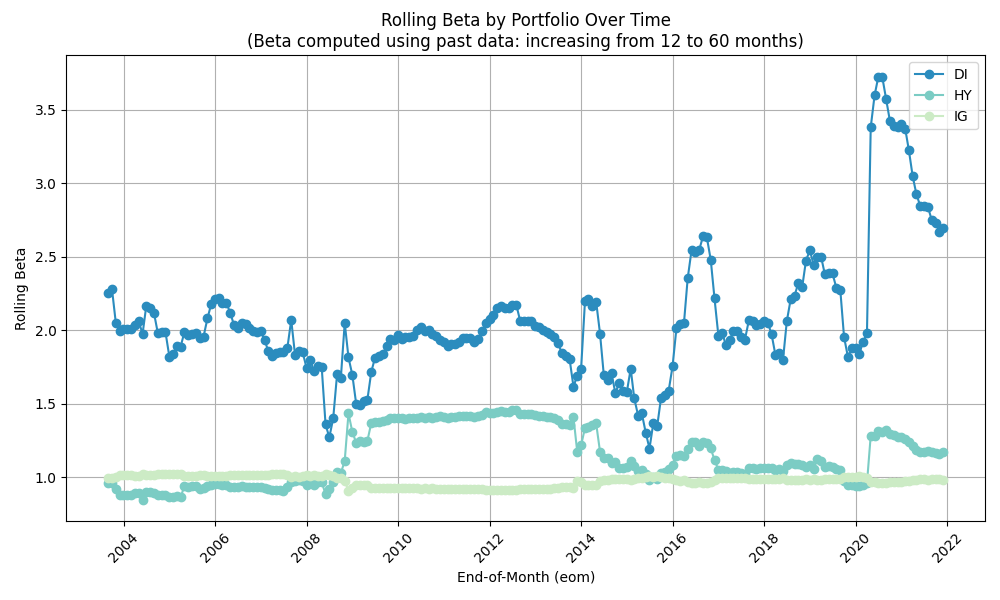 Rolling Beta by Portfolio Over Time
(Beta computed using past data: increasing from 12 to 60 months)
DI
HY
IG
Rolling Beta
3.5
3.0
2.5
2.0
1.5
1.0
2004
2006
2008
2010
2012
2014
2016
2018
2020
2022
End-of-Month (eom)